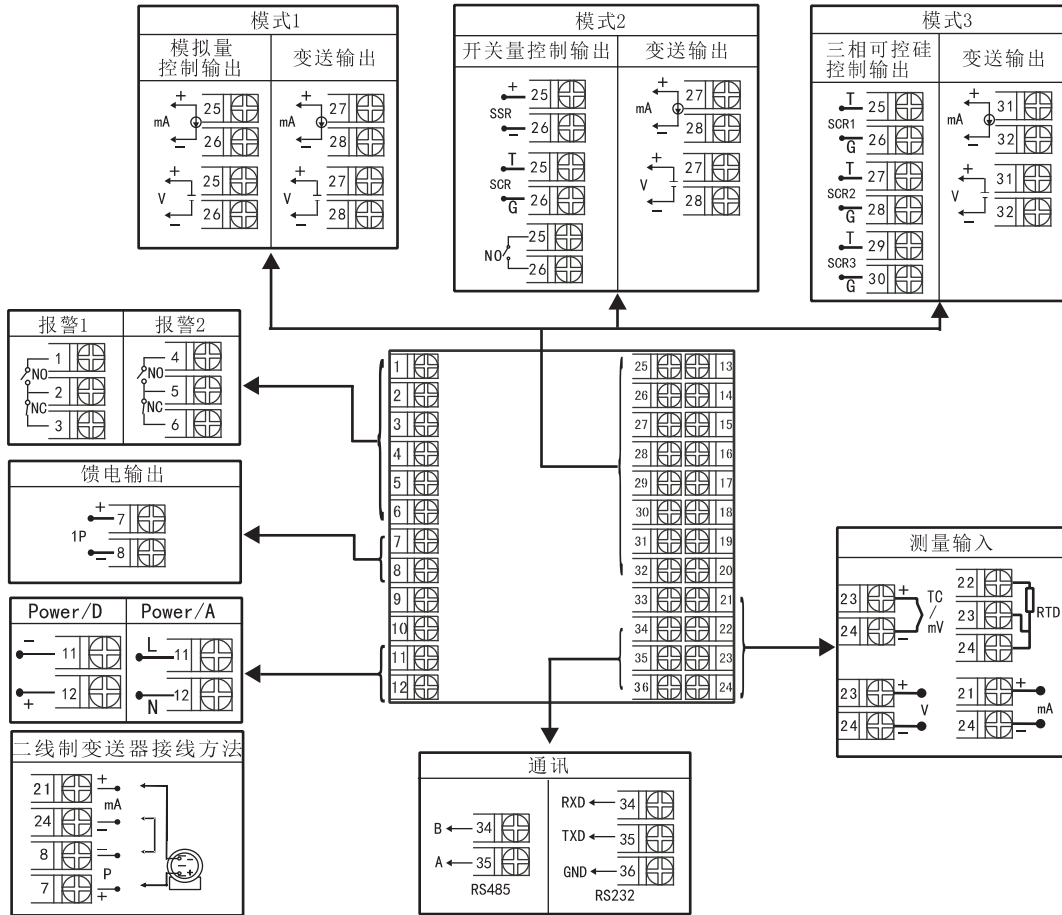 模式1
模拟量
控制输出
变送输出
+
mA
−
25
26
+
mA
−
27
28
+
V
−
25
26
+
V
−
27
28
模式2
开关量控制输出
变送输出
+
SSR
−
25
26
T
SCR
G
25
26
NO
25
26
+
mA
−
27
28
+
V
−
27
28
模式3
三相可控硅
控制输出
变送输出
T
SCR1
G
25
26
T
SCR2
G
27
28
T
SCR3
G
29
30
+
mA
−
31
32
+
V
−
31
32
报警1
报警2
1
NO
2
NC
3
4
NO
5
NC
6
馈电输出
+
1P
−
7
8
Power/D
Power/A
−
11
+
12
L
11
N
12
二线制变送器接线方法
21
+
mA
24
−
8
−
P
7
+
−
−
+
1
2
3
4
5
6
7
8
9
10
11
12
25 13
26 14
27 15
28 16
29 17
30 18
31 19
32 20
33 21
34 22
35 23
36 24
测量输入
23
+
TC
/
mV
24
−
22
23
RTD
24
23
+
V
24
−
21
+
mA
24
−
通讯
B 34
A 35
RS485
RXD 34
TXD 35
GND 36
RS232